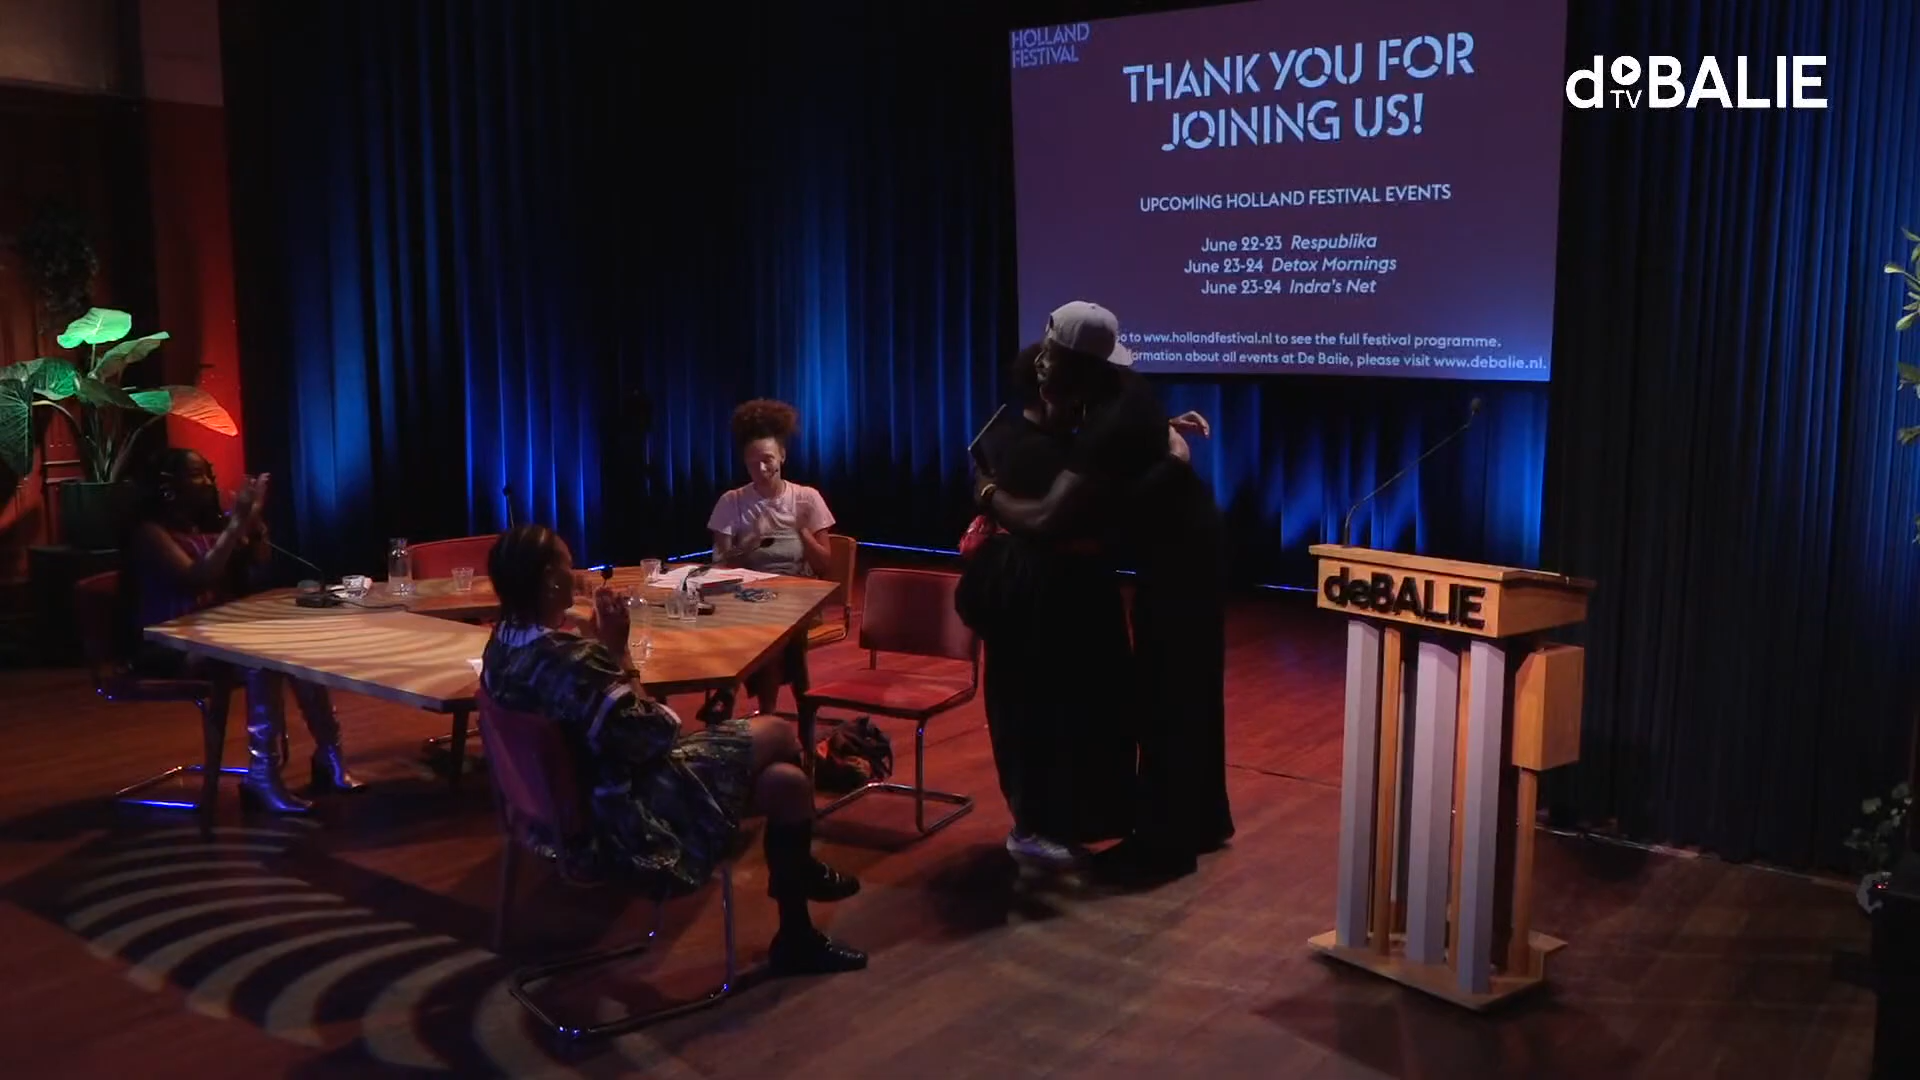 HOLLAND
FESTIVAL
THANK YOU FOR
JOINING US!
UPCOMING HOLLAND FESTIVAL EVENTS
June 22-23 Respublika
June 23-24 Detox Mornings
June 23-24 Indra's Net
to www.hollandfestival.nl to see the full festival programme.
about all events at De Balie, please visit www.debalie.nl.
deBALIE
TV
deBALIE